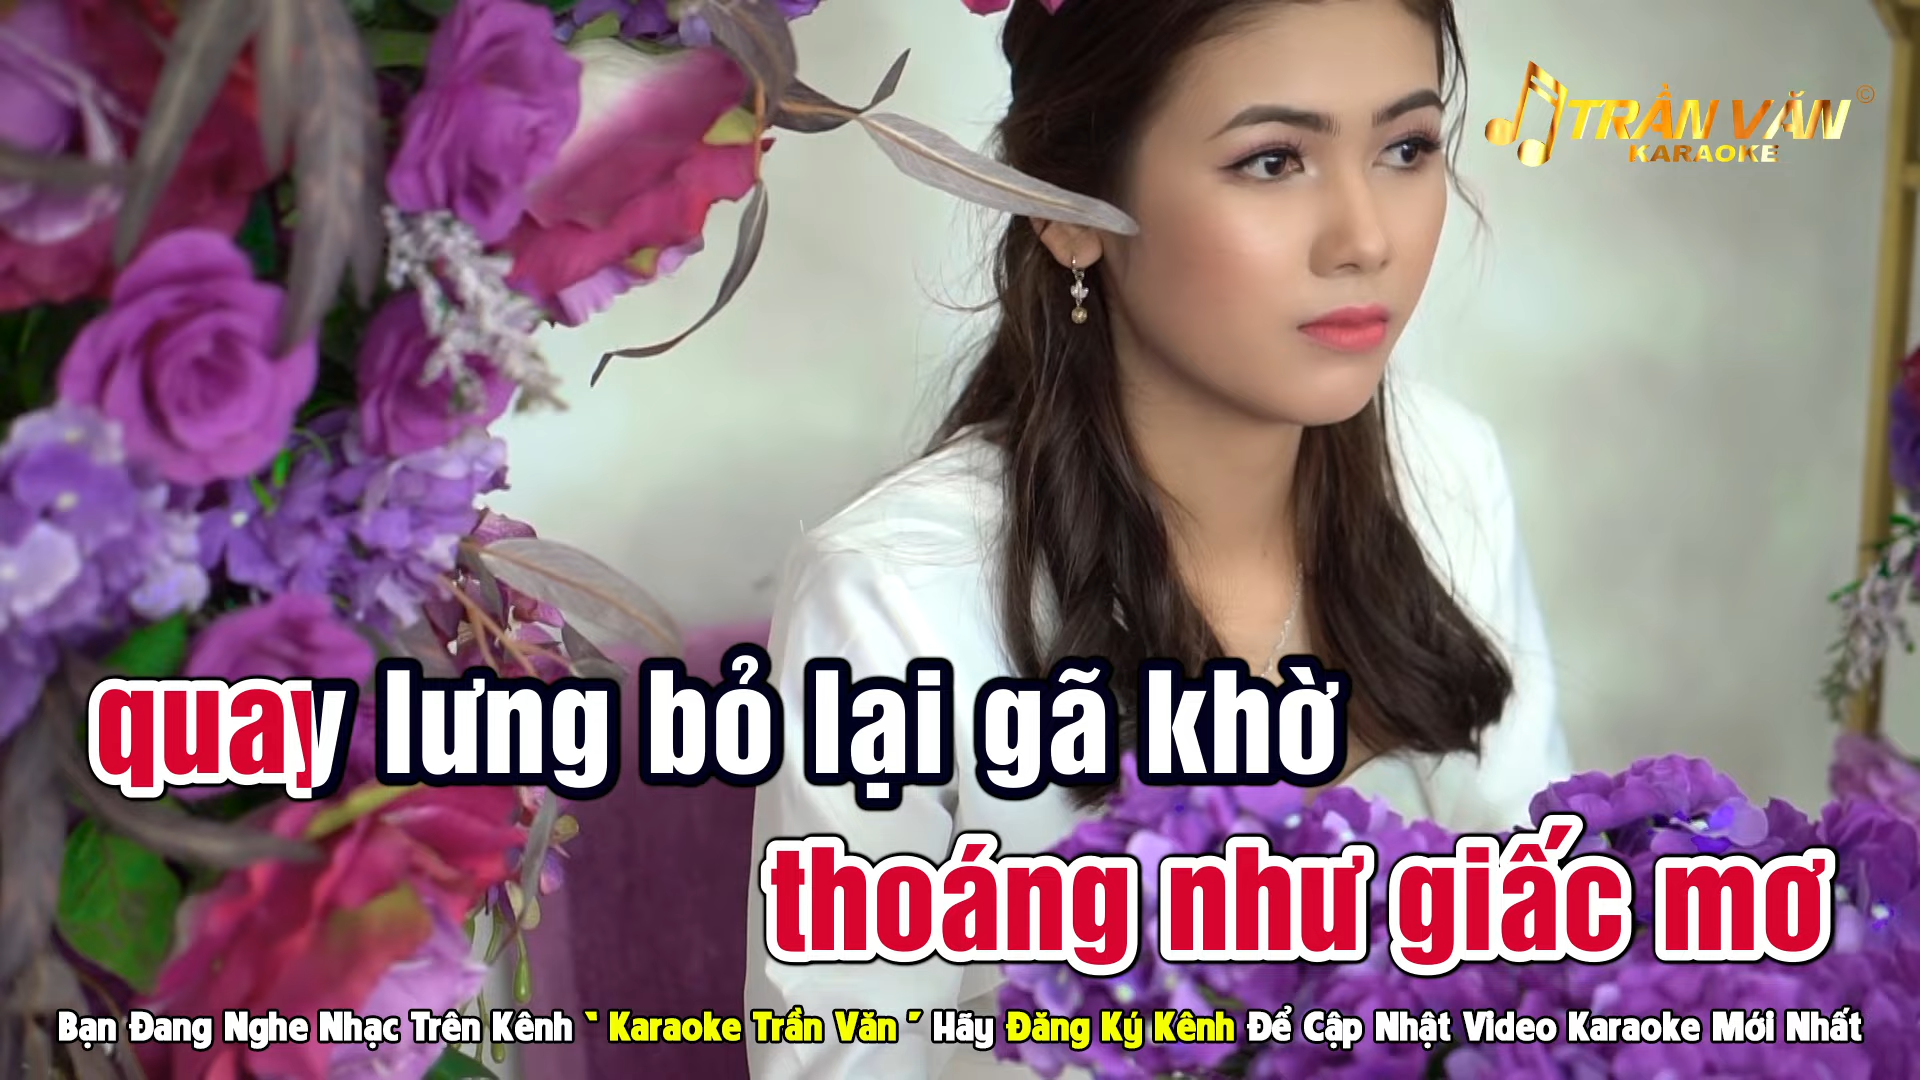 TRẦN VĂN ©
KARAOKE
quay lưng bỏ lại gã khờ
thoáng như giấc mơ
Bạn Đang Nghe Nhạc Trên Kênh ` Karaoke Trần Văn ´ Hãy Đăng Ký Kênh Để Cập Nhật Video Karaoke Mới Nhất